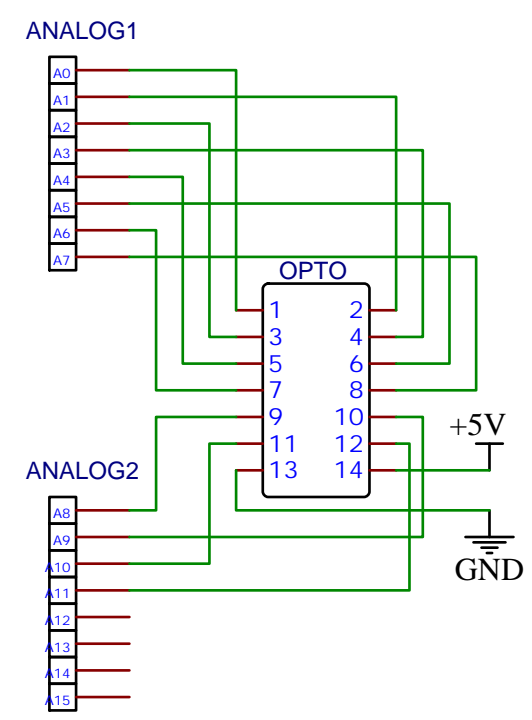 ANALOG1
A0
A1
A2
A3
A4
A5
A6
A7
OPTO
1 2
3 4
5 6
7 8
9 10
11 12
13 14
+5V
GND
ANALOG2
A8
A9
A10
A11
A12
A13
A14
A15